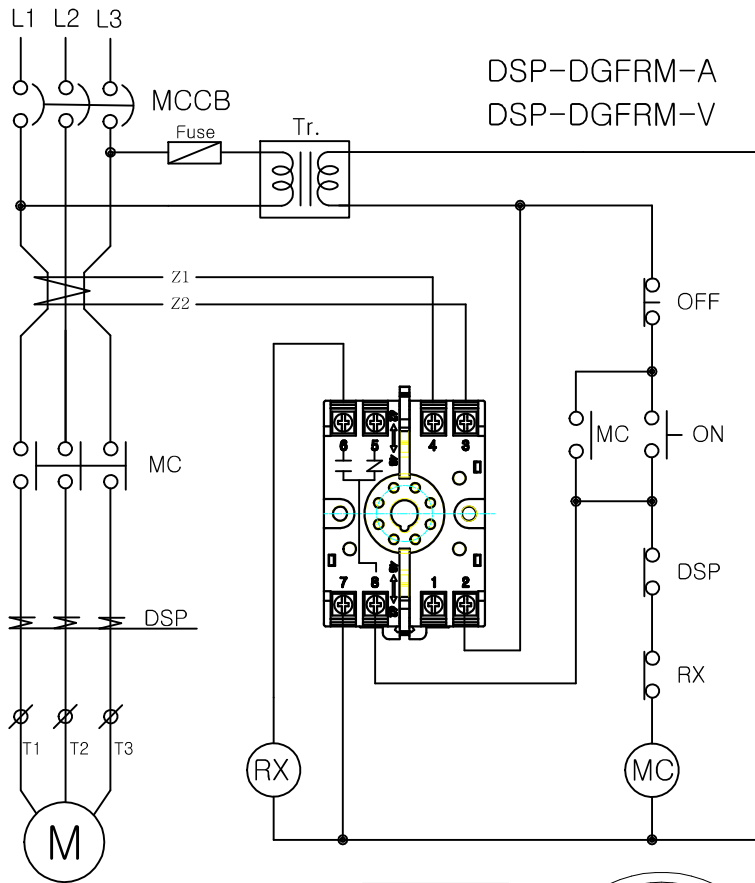 L1 L2 L3
DSP-DGFRM-A
DSP-DGFRM-V
MCCB
Fuse
Tr.
Z1
Z2
OFF
MC
ON
6 5 4 3
MC
7 8 1 2
DSP
DSP
RX
T1 T2 T3
RX
MC
M